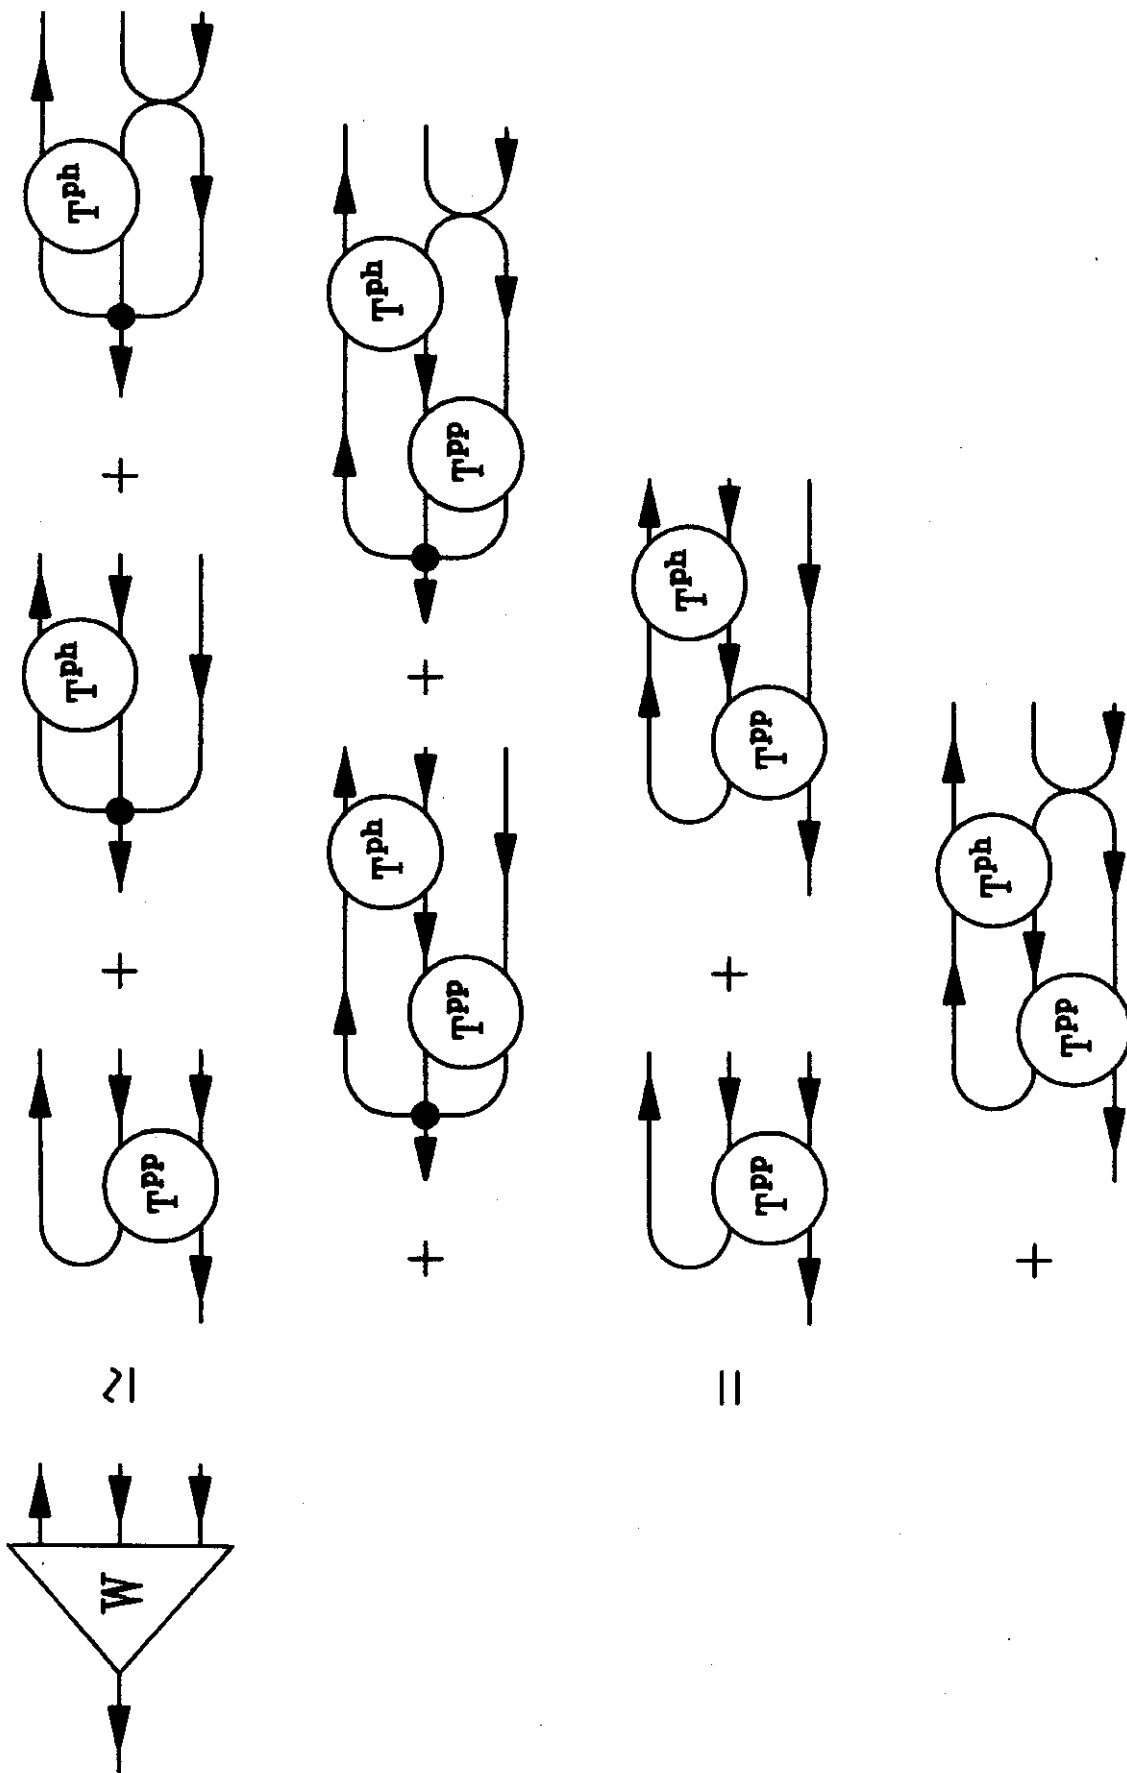 W ≃ T^pp + T^ph + T^ph
+ T^pp T^ph + T^pp T^ph
= T^pp + T^pp T^ph
+ T^pp T^ph